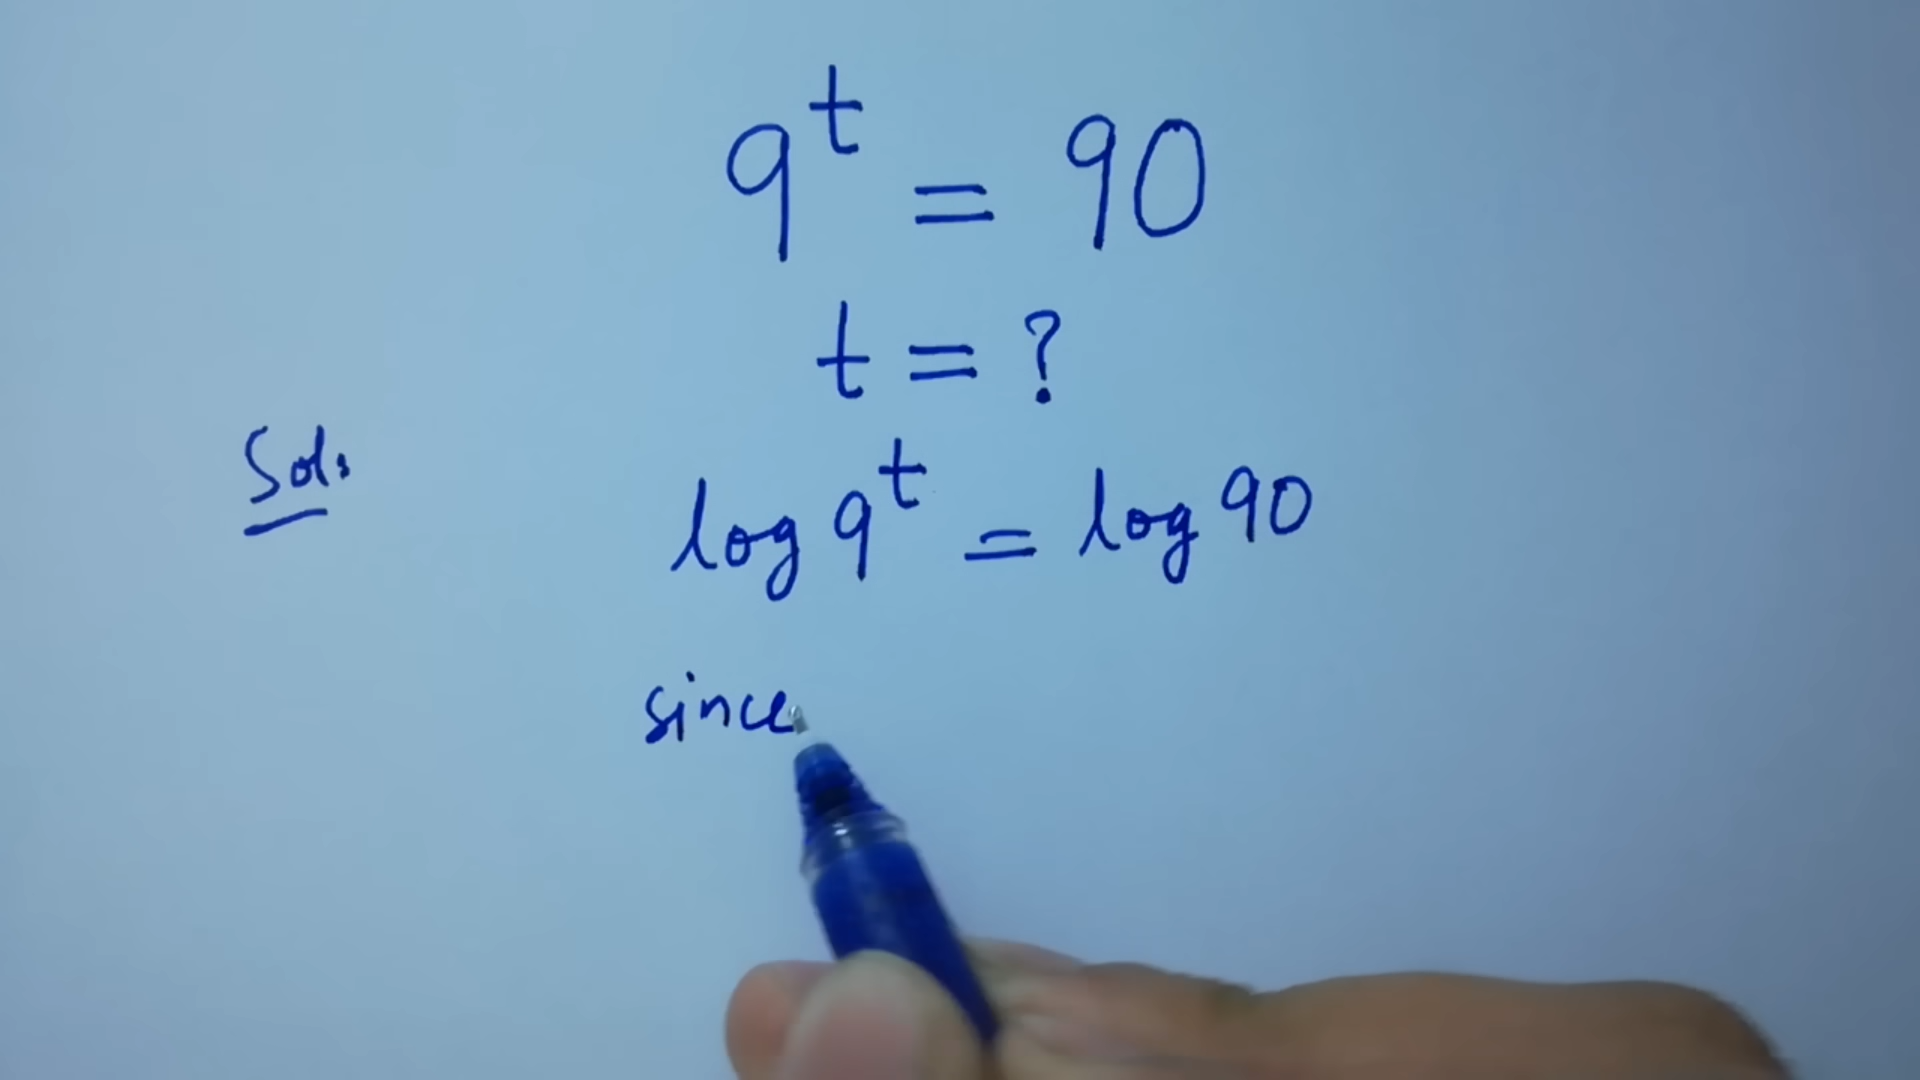 9^t = 90
t = ?
Sol:
log 9^t = log 90
since